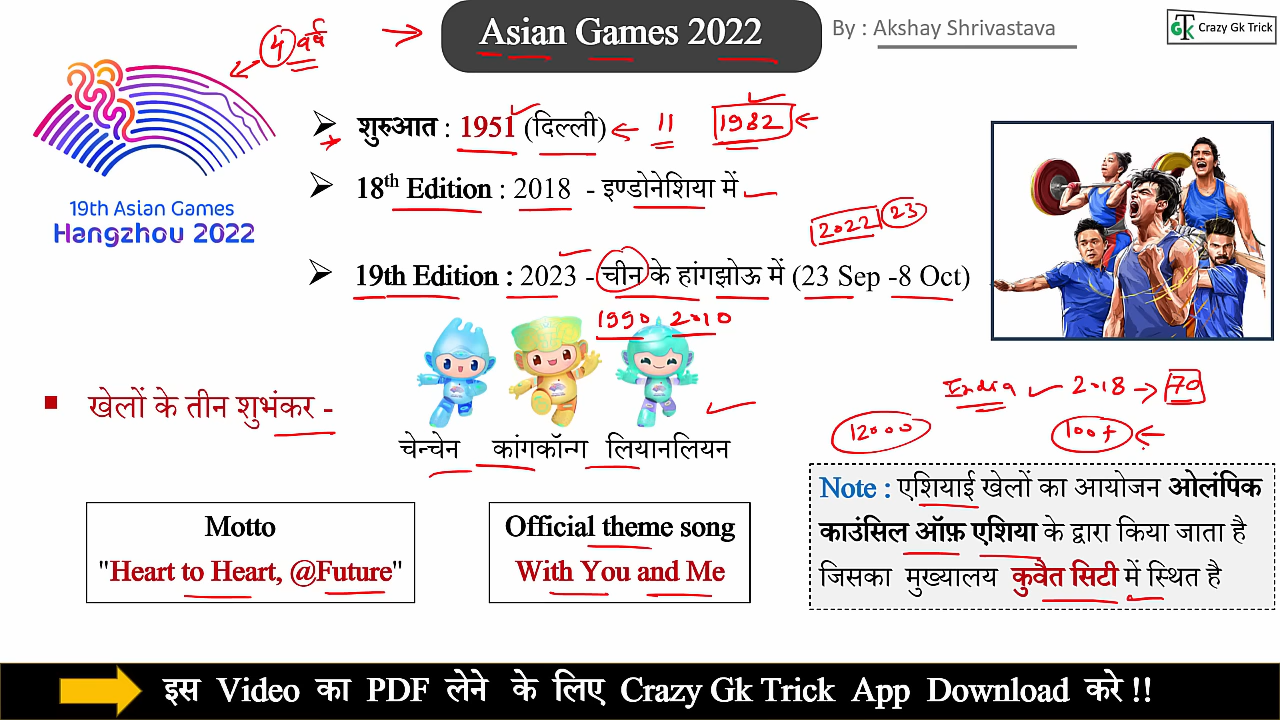 Asian Games 2022
By : Akshay Shrivastava
GKT Crazy Gk Trick
4 वर्ष
19th Asian Games
Hangzhou 2022
➢ शुरुआत : 1951 (दिल्ली) 11 1982
➢ 18th Edition : 2018 - इण्डोनेशिया में
2022 23
➢ 19th Edition : 2023 - चीन के हांगझोऊ में (23 Sep -8 Oct)
1990 2010
▪ खेलों के तीन शुभंकर -
चेन्चेन कांगकॉन्ग लियानलियन
India 2018 → 70
12000 100+
Motto
"Heart to Heart, @Future"
Official theme song
With You and Me
Note : एशियाई खेलों का आयोजन ओलंपिक
काउंसिल ऑफ़ एशिया के द्वारा किया जाता है
जिसका मुख्यालय कुवैत सिटी में स्थित है
इस Video का PDF लेने के लिए Crazy Gk Trick App Download करे !!